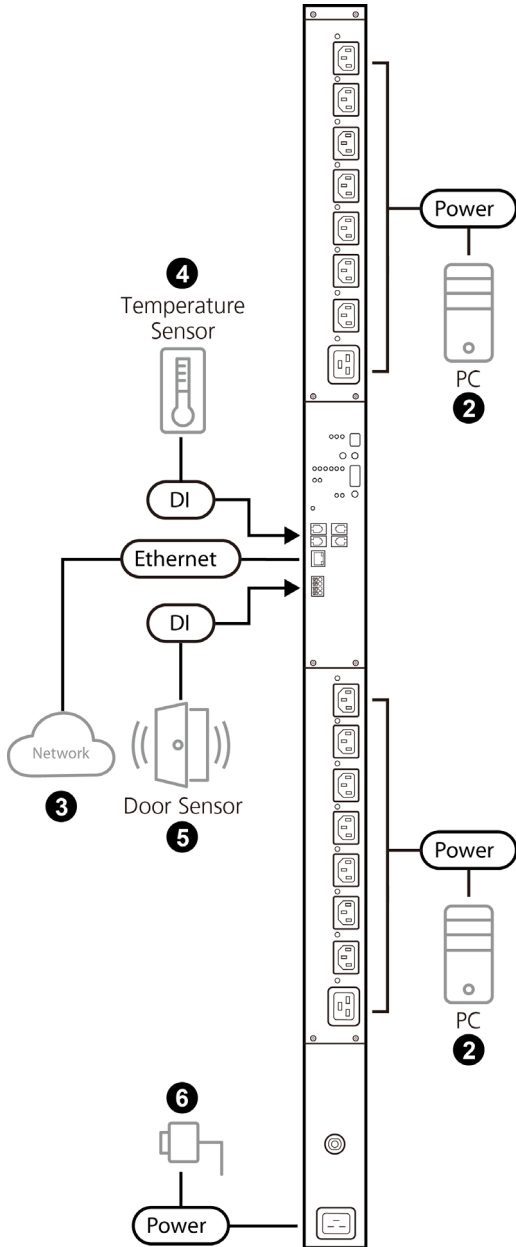 Power
PC
2
4
Temperature
Sensor
DI
Ethernet
DI
Network
3
Door Sensor
5
Power
PC
2
6
Power